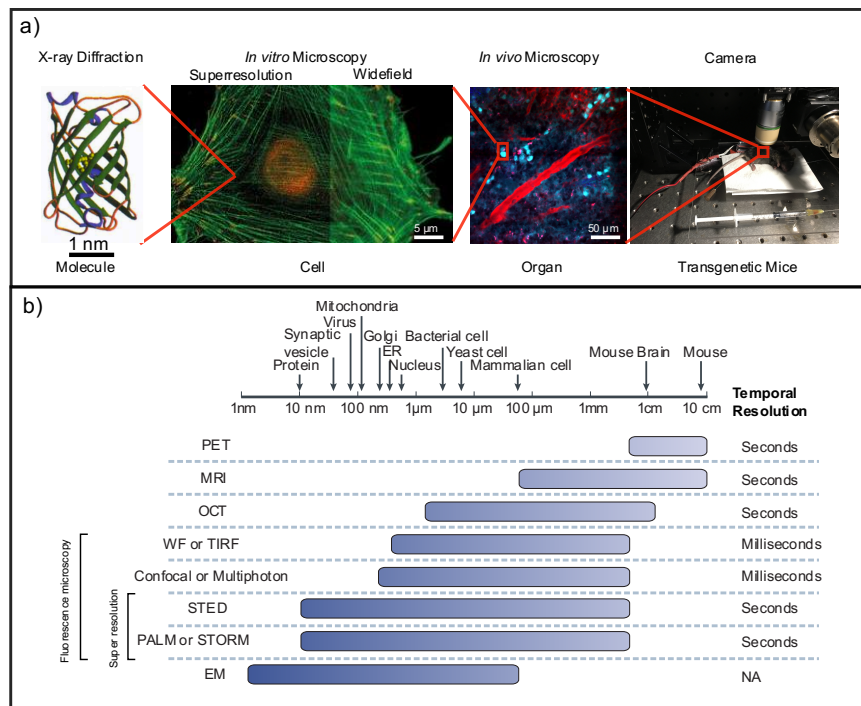 a)
X-ray Diffraction
In vitro Microscopy
In vivo Microscopy
Camera
Superresolution
Widefield
1 nm
5 µm
50 µm
Molecule
Cell
Organ
Transgenetic Mice
b)
Mitochondria
Virus
Synaptic
vesicle
Golgi
Bacterial cell
ER
Yeast cell
Mouse Brain
Mouse
Protein
Nucleus
Mammalian cell
1nm
10 nm
100 nm
1µm
10 µm
100 µm
1mm
1cm
10 cm
Temporal
Resolution
PET
Seconds
MRI
Seconds
OCT
Seconds
WF or TIRF
Milliseconds
Confocal or Multiphoton
Milliseconds
STED
Seconds
PALM or STORM
Seconds
EM
NA
Fluorescence microscopy
Super resolution